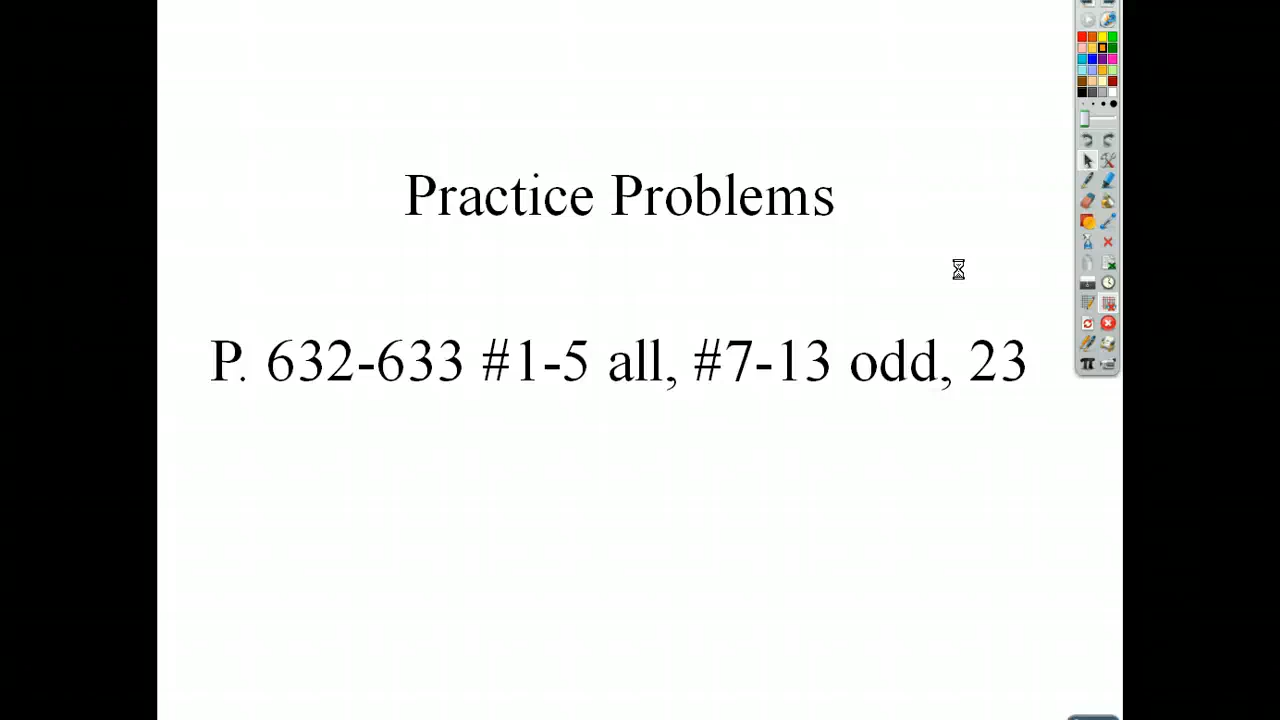 Practice Problems
P. 632-633 #1-5 all, #7-13 odd, 23